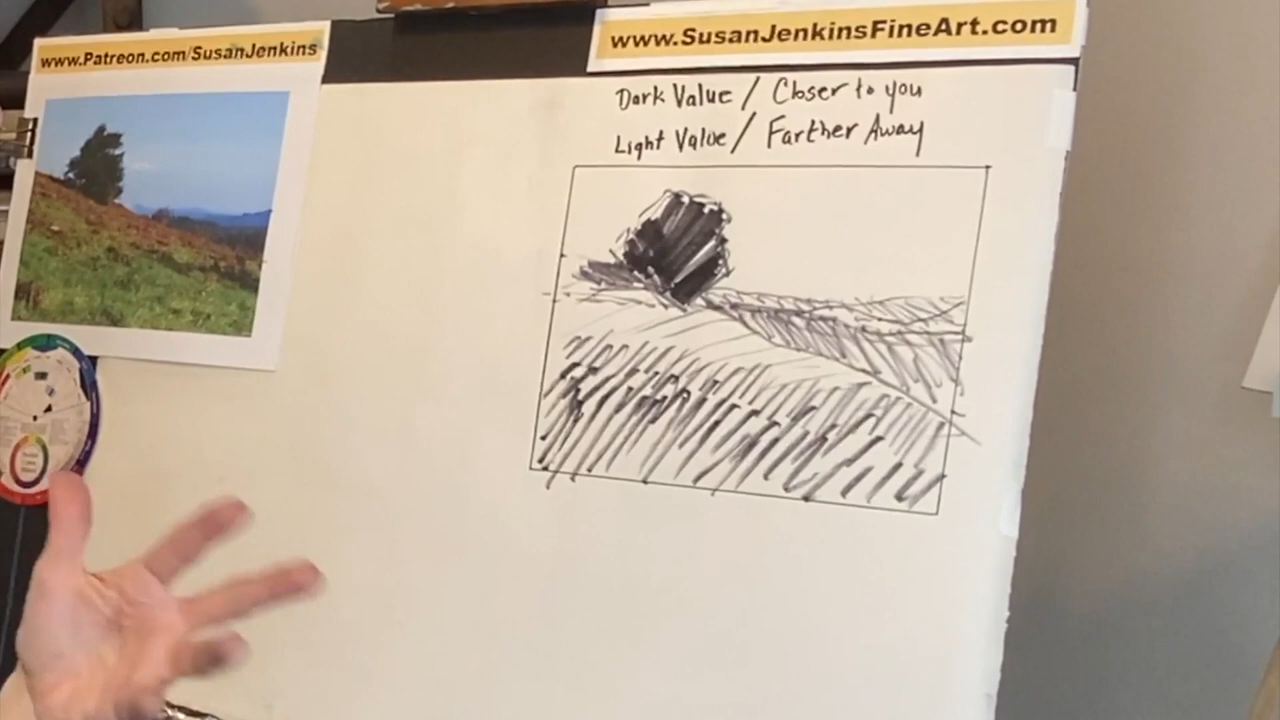 www.Patreon.com/SusanJenkins
www.SusanJenkinsFineArt.com
Dark Value / Closer to you
Light Value / Farther Away